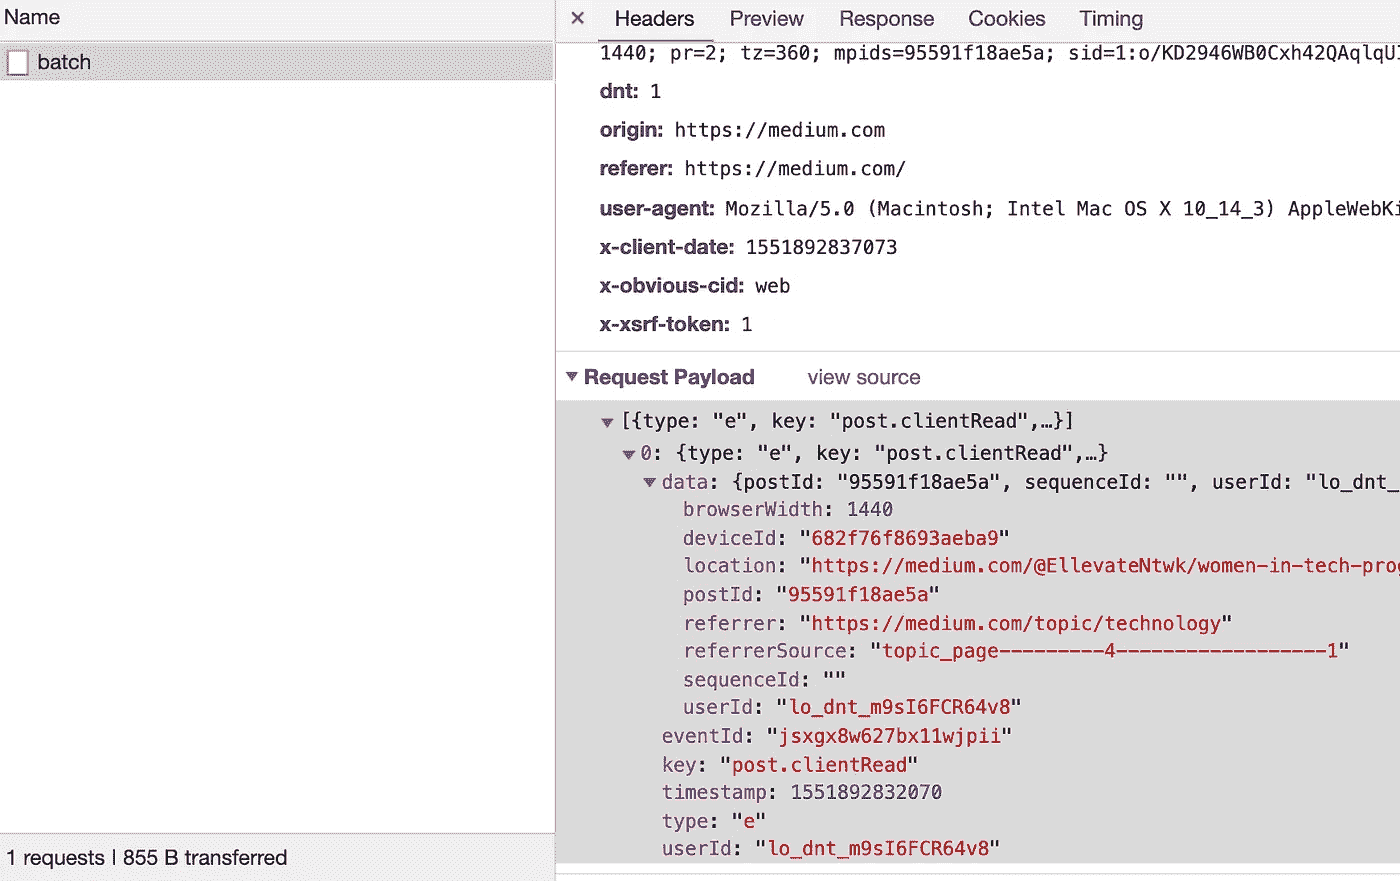 Name
batch
1 requests | 855 B transferred
× Headers Preview Response Cookies Timing
1440; pr=2; tz=360; mpids=95591f18ae5a; sid=1:o/KD2946WB0Cxh42QAqlqU
dnt: 1
origin: https://medium.com
referer: https://medium.com/
user-agent: Mozilla/5.0 (Macintosh; Intel Mac OS X 10_14_3) AppleWebKi
x-client-date: 1551892837073
x-obvious-cid: web
x-xsrf-token: 1
Request Payload view source
[{type: "e", key: "post.clientRead",…}]
0: {type: "e", key: "post.clientRead",…}
data: {postId: "95591f18ae5a", sequenceId: "", userId: "lo_dnt_
browserWidth: 1440
deviceId: "682f76f8693aeba9"
location: "https://medium.com/@EllevateNtwk/women-in-tech-prog
postId: "95591f18ae5a"
referrer: "https://medium.com/topic/technology"
referrerSource: "topic_page---------4------------------1"
sequenceId: ""
userId: "lo_dnt_m9sI6FCR64v8"
eventId: "jsxgx8w627bx11wjpii"
key: "post.clientRead"
timestamp: 1551892832070
type: "e"
userId: "lo_dnt_m9sI6FCR64v8"